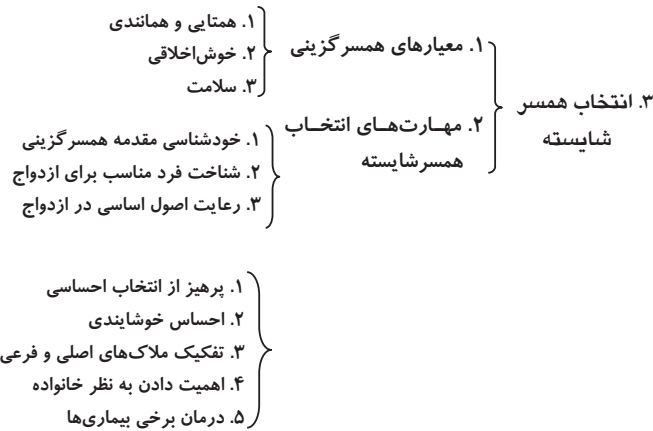 ۳. انتخاب همسر
شایسته
۱. معیارهای همسرگزینی
۱. همتایی و همانندی
۲. خوش‌اخلاقی
۳. سلامت
۲. مهـارت‌هـای انتخـاب
همسرشایسته
۱. خودشناسی مقدمه همسرگزینی
۲. شناخت فرد مناسب برای ازدواج
۳. رعایت اصول اساسی در ازدواج
۱. پرهیز از انتخاب احساسی
۲. احساس خوشایندی
۳. تفکیک ملاک‌های اصلی و فرعی
۴. اهمیت دادن به نظر خانواده
۵. درمان برخی بیماری‌ها